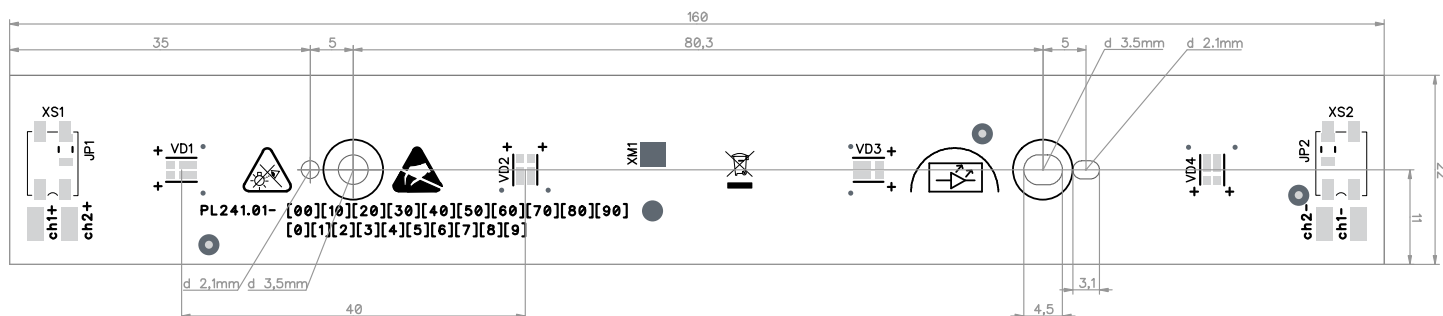 160
35 5 80,3 5 d 3.5mm d 2.1mm
XS1 XS2
JP1 VD1 VD2 XM1 VD3 VD4 JP2
+ + + + + +
+ + + +
22
11
PL241.01- [00][10][20][30][40][50][60][70][80][90]
[0][1][2][3][4][5][6][7][8][9]
ch1+ ch2+ ch2- ch1-
d 2,1mm d 3,5mm
3,1
40 4,5